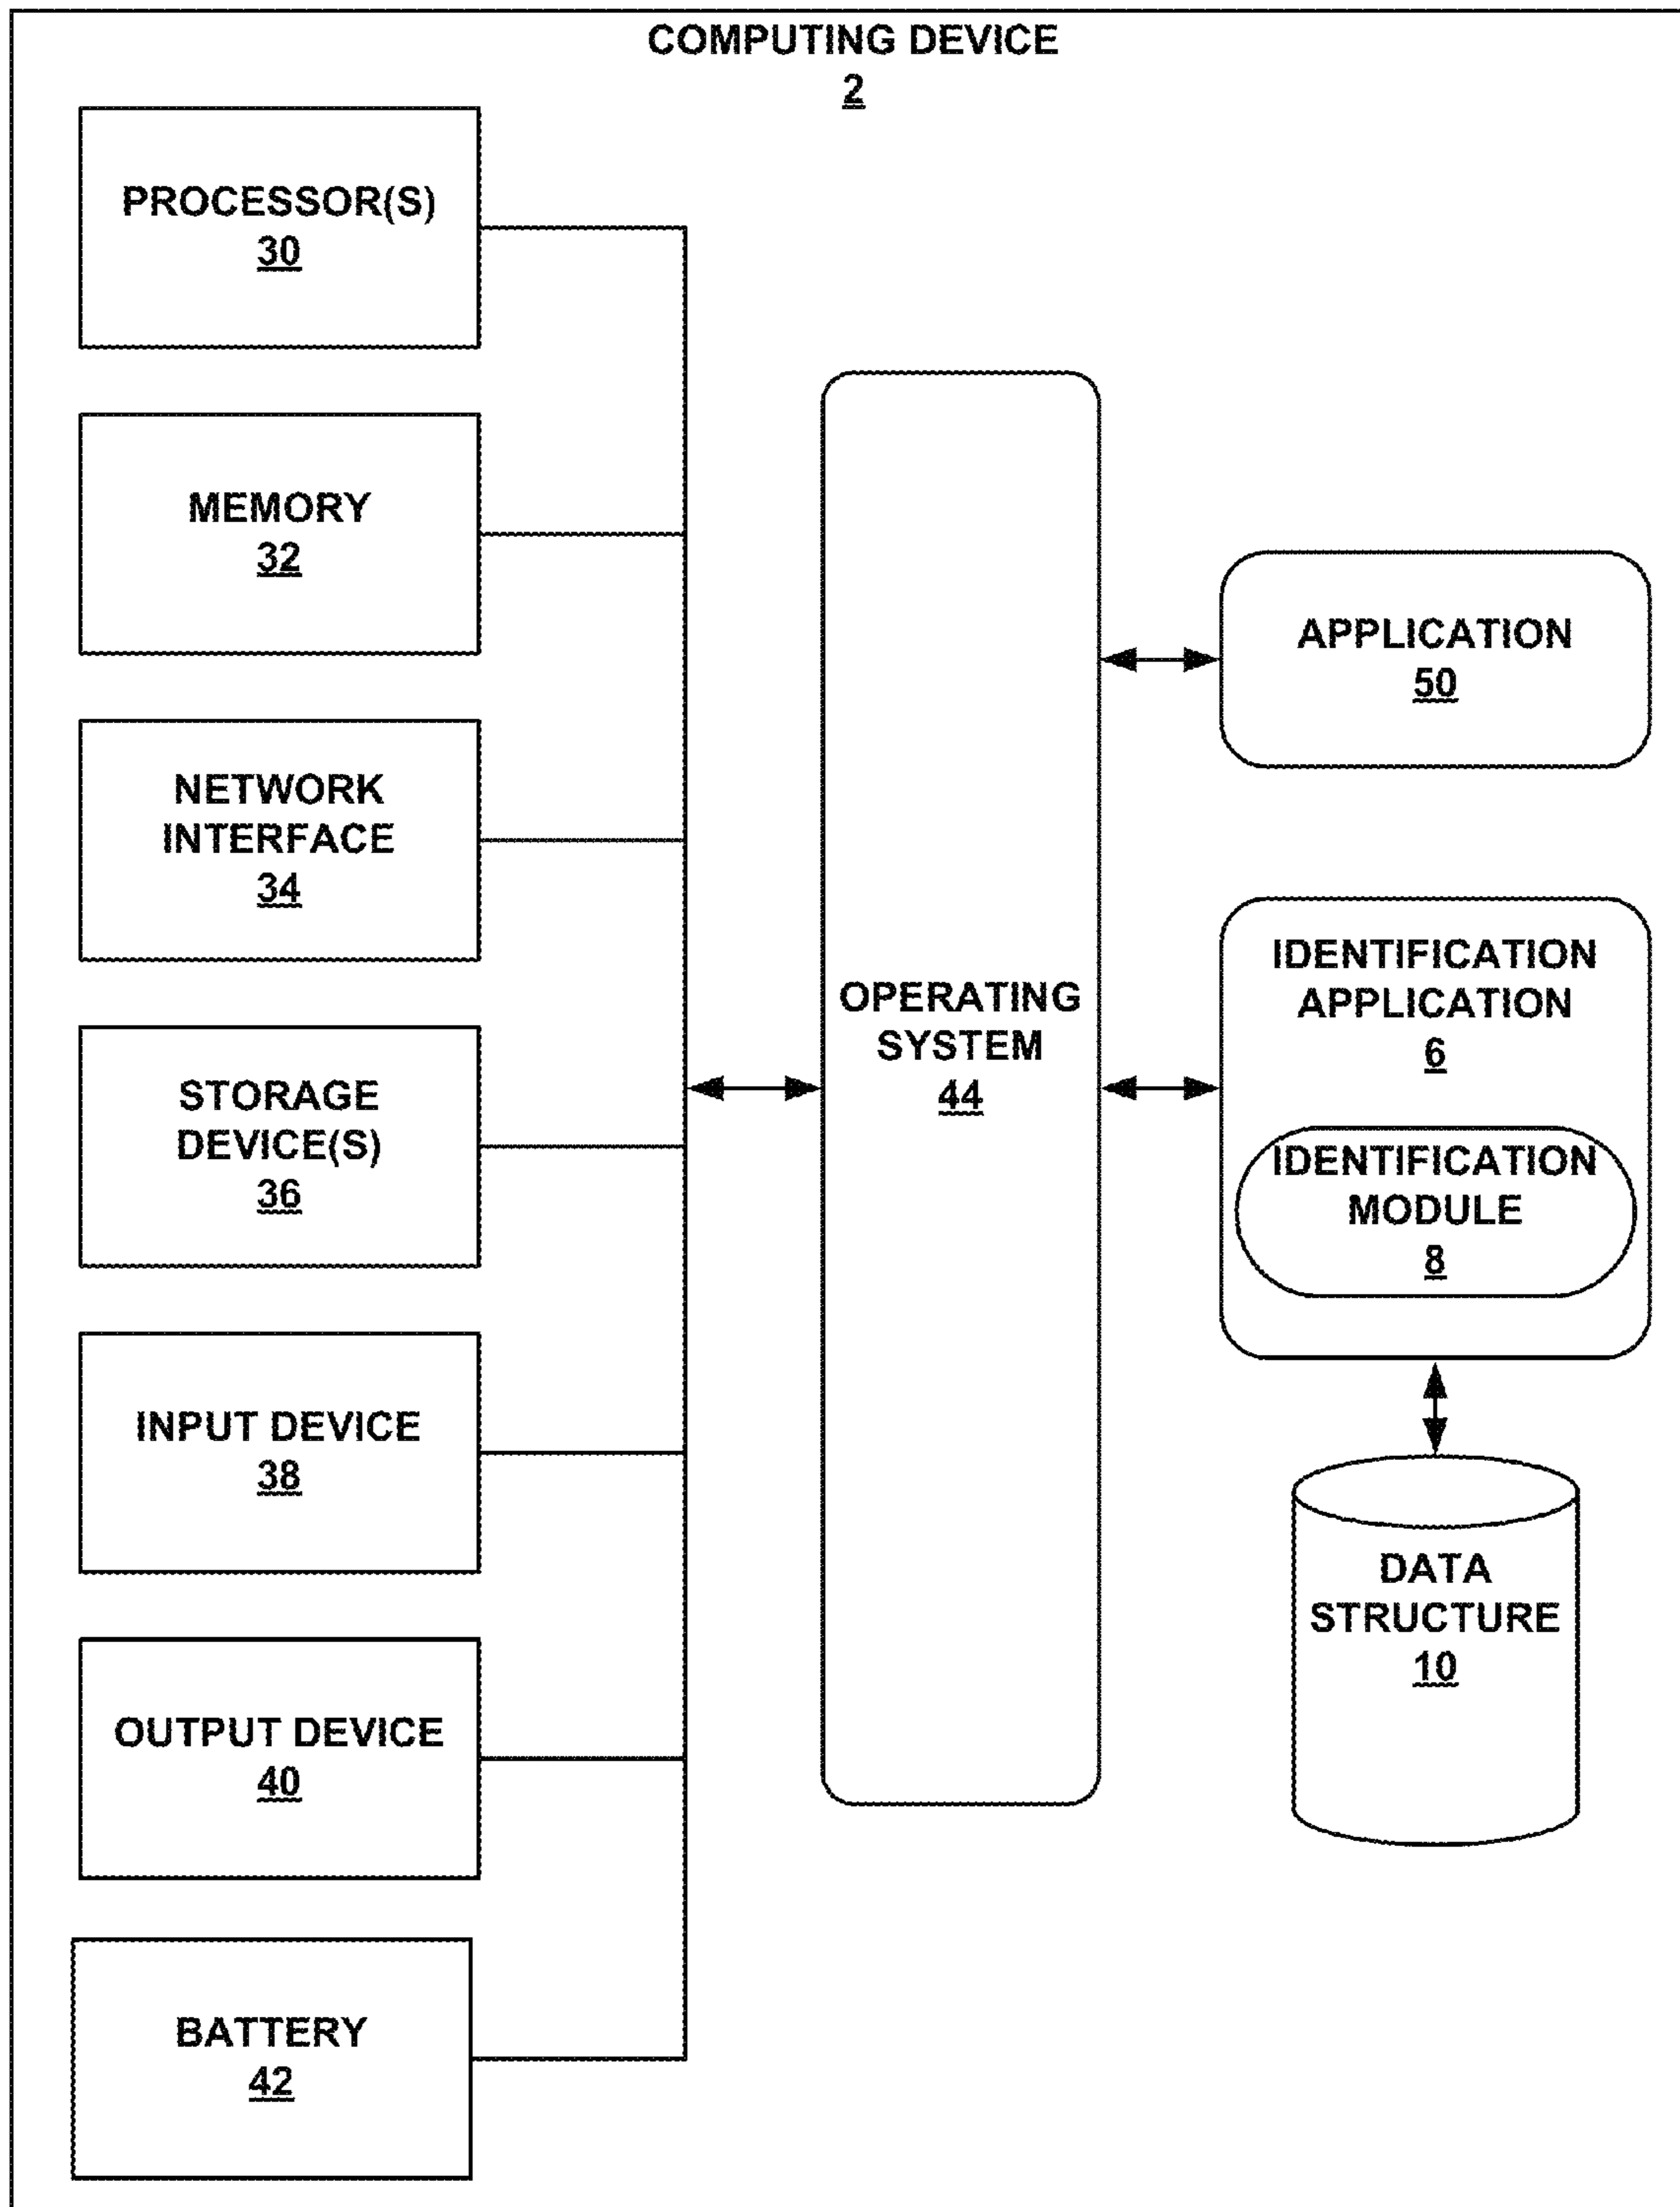 COMPUTING DEVICE
2
PROCESSOR(S)
30
MEMORY
32
NETWORK
INTERFACE
34
STORAGE
DEVICE(S)
36
INPUT DEVICE
38
OUTPUT DEVICE
40
BATTERY
42
OPERATING
SYSTEM
44
APPLICATION
50
IDENTIFICATION
APPLICATION
6
IDENTIFICATION
MODULE
8
DATA
STRUCTURE
10